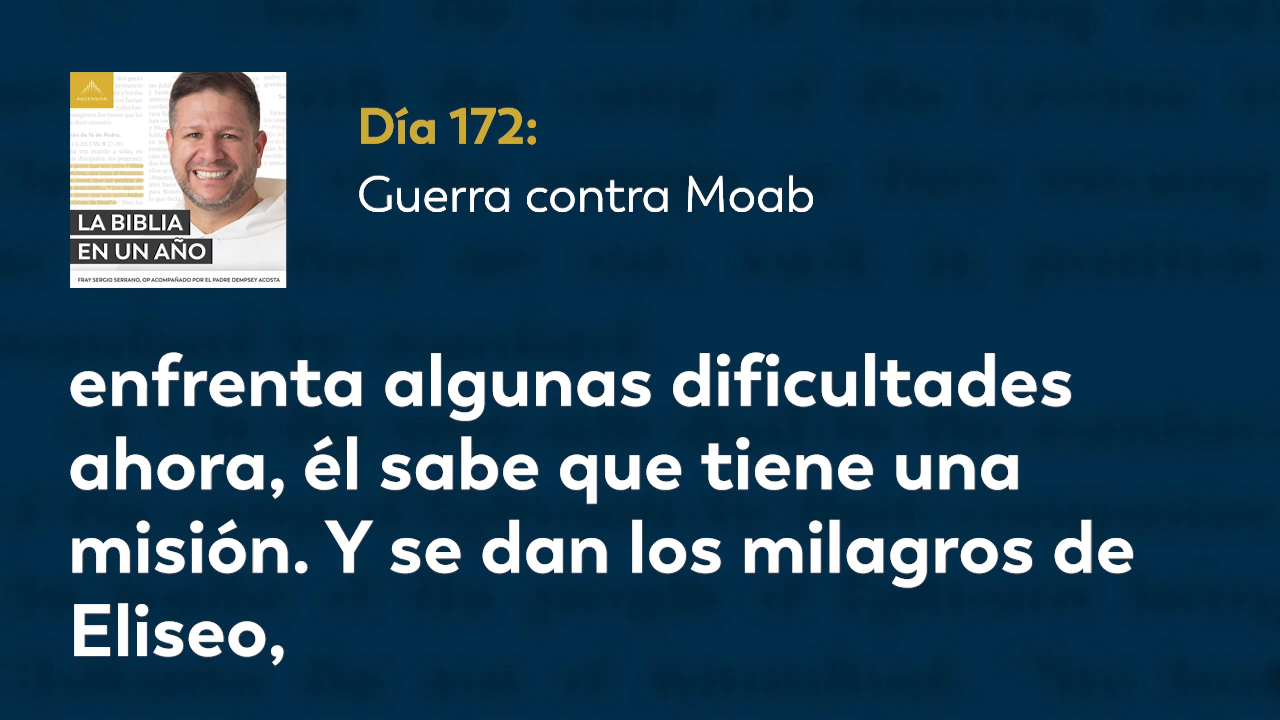 ASCENSION
LA BIBLIA
EN UN AÑO
FRAY SERGIO SERRANO, OP ACOMPAÑADO POR EL PADRE DEMPSEY ACOSTA
Día 172:
Guerra contra Moab
enfrenta algunas dificultades
ahora, él sabe que tiene una
misión. Y se dan los milagros de
Eliseo,